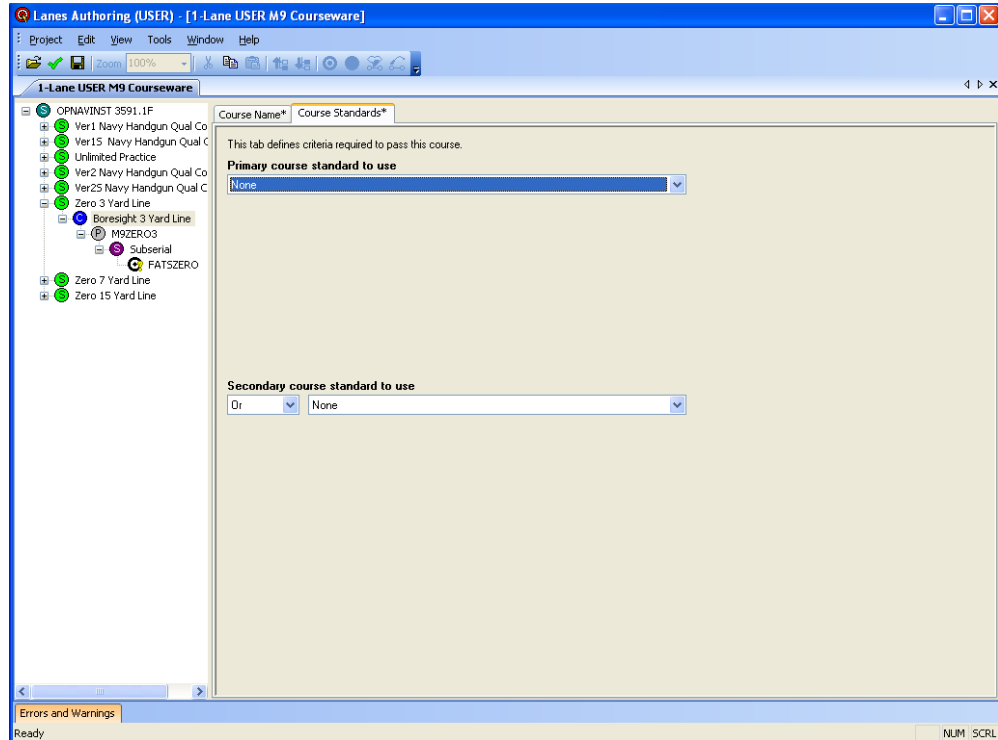 Lanes Authoring (USER) - [1-Lane USER M9 Courseware]
Project Edit View Tools Window Help
Zoom 100%
1-Lane USER M9 Courseware
OPNAVINST 3591.1F
Ver1 Navy Handgun Qual Co
Ver1S Navy Handgun Qual C
Unlimited Practice
Ver2 Navy Handgun Qual Co
Ver2S Navy Handgun Qual C
Zero 3 Yard Line
C Boresight 3 Yard Line
P M9ZERO3
S Subserial
FATSZERO
S Zero 7 Yard Line
S Zero 15 Yard Line
Course Name* Course Standards*
This tab defines criteria required to pass this course.
Primary course standard to use
None
Secondary course standard to use
Or None
Errors and Warnings
Ready NUM SCRL